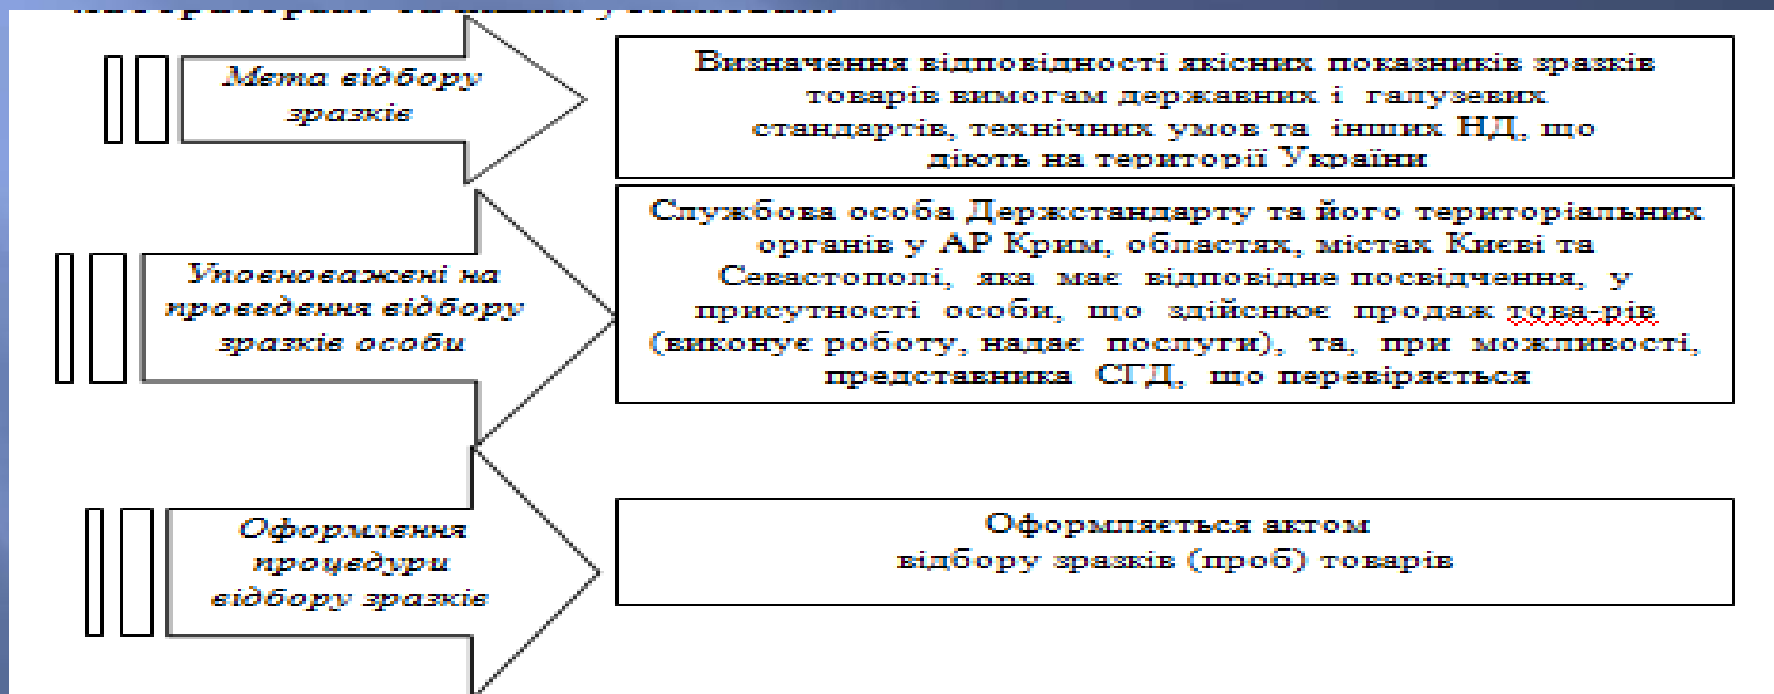 Мета відбору
зразків
Визначення відповідності якісних показників зразків
товарів вимогам державних і галузевих
стандартів, технічних умов та інших НД, що
діють на території України
Уповноважені на
проведення відбору
зразків особи
Службова особа Держстандарту та його територіальних
органів у АР Крим, областях, містах Києві та
Севастополі, яка має відповідне посвідчення, у
присутності особи, що здійснює продаж това-рів
(виконує роботу, надає послуги), та, при можливості,
представника СГД, що перевіряється
Оформлення
процедури
відбору зразків
Оформляється актом
відбору зразків (проб) товарів